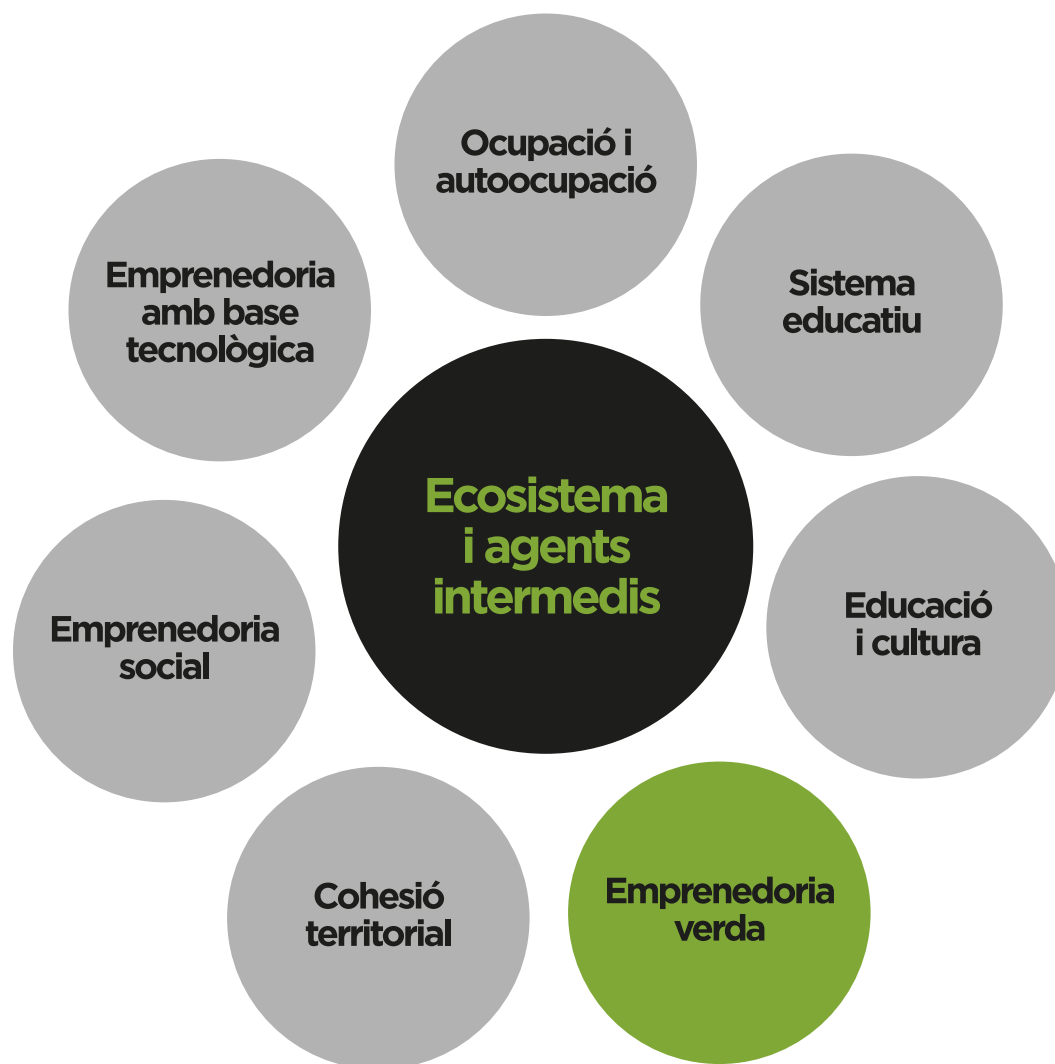 Ocupació i
autoocupació
Emprenedoria
amb base
tecnològica
Sistema
educatiu
Ecosistema
i agents
intermedis
Educació
i cultura
Emprenedoria
social
Cohesió
territorial
Emprenedoria
verda